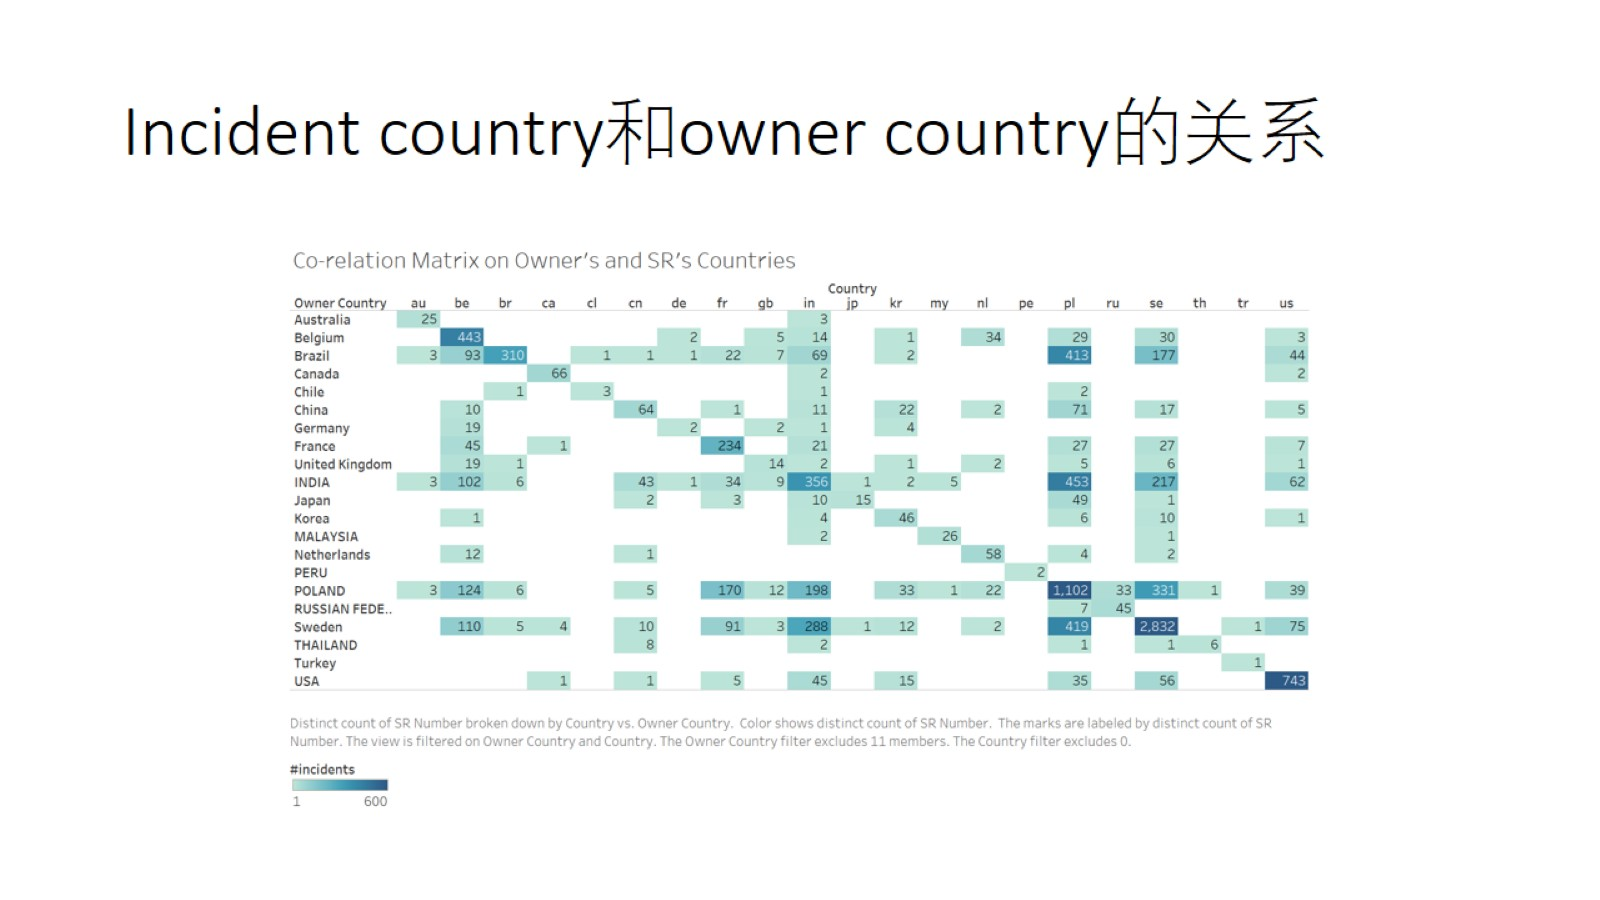 Incident country和owner country的关系
Co-relation Matrix on Owner's and SR's Countries
Country
Owner Country au be br ca cl cn de fr gb in jp kr my nl pe pl ru se th tr us
Australia 25 3
Belgium 443 2 5 14 1 34 29 30 3
Brazil 3 93 310 1 1 1 22 7 69 2 413 177 44
Canada 66 2 2
Chile 1 3 1 2
China 10 64 1 11 22 2 71 17 5
Germany 19 2 2 1 4
France 45 1 234 21 27 27 7
United Kingdom 19 1 14 2 1 2 5 6 1
INDIA 3 102 6 43 1 34 9 356 1 2 5 453 217 62
Japan 2 3 10 15 49 1
Korea 1 4 46 6 10 1
MALAYSIA 2 26 1
Netherlands 12 1 58 4 2
PERU 2
POLAND 3 124 6 5 170 12 198 33 1 22 1,102 33 331 1 39
RUSSIAN FEDE.. 7 45
Sweden 110 5 4 10 91 3 288 1 12 2 419 2,832 1 75
THAILAND 8 2 1 1 6
Turkey 1
USA 1 1 5 45 15 35 56 743
Distinct count of SR Number broken down by Country vs. Owner Country. Color shows distinct count of SR Number. The marks are labeled by distinct count of SR
Number. The view is filtered on Owner Country and Country. The Owner Country filter excludes 11 members. The Country filter excludes 0.
#incidents
1 600